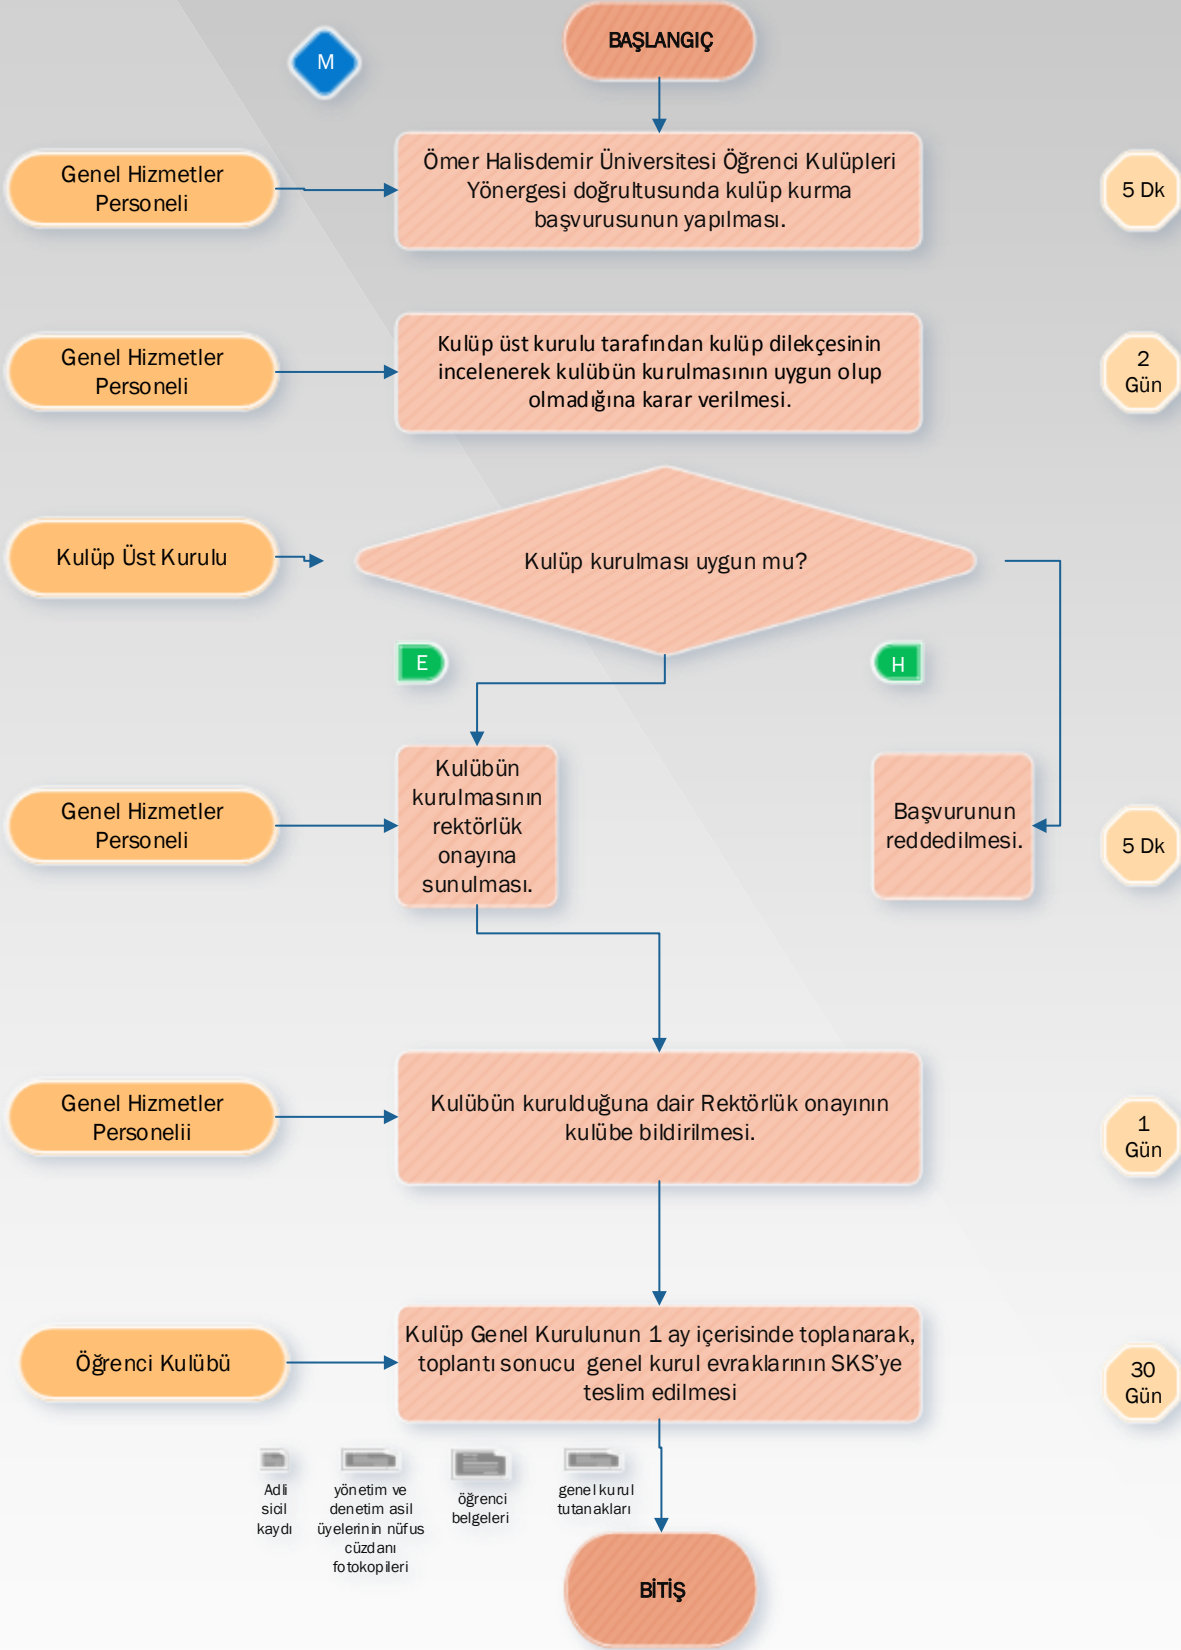 BAŞLANGIÇ
M
Genel Hizmetler
Personeli
Ömer Halisdemir Üniversitesi Öğrenci Kulüpleri
Yönergesi doğrultusunda kulüp kurma
başvurusunun yapılması.
5 Dk
Genel Hizmetler
Personeli
Kulüp üst kurulu tarafından kulüp dilekçesinin
incelenerek kulübün kurulmasının uygun olup
olmadığına karar verilmesi.
2
Gün
Kulüp Üst Kurulu
Kulüp kurulması uygun mu?
E
H
Genel Hizmetler
Personeli
Kulübün
kurulmasının
rektörlük
onayına
sunulması.
Başvurunun
reddedilmesi.
5 Dk
Genel Hizmetler
Personelii
Kulübün kurulduğuna dair Rektörlük onayının
kulübe bildirilmesi.
1
Gün
Öğrenci Kulübü
Kulüp Genel Kurulunun 1 ay içerisinde toplanarak,
toplantı sonucu genel kurul evraklarının SKS'ye
teslim edilmesi
30
Gün
Adli
sicil
kaydı
yönetim ve
denetim asil
üyelerinin nüfus
cüzdanı
fotokopileri
öğrenci
belgeleri
genel kurul
tutanakları
BİTİŞ